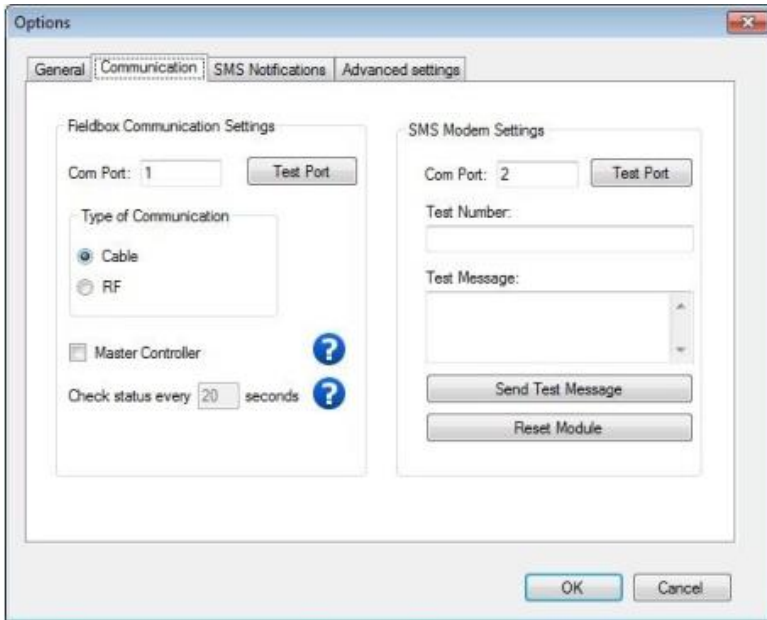 Options
General Communication SMS Notifications Advanced settings
Fieldbox Communication Settings
Com Port: 1 Test Port
Type of Communication
Cable
RF
Master Controller ?
Check status every 20 seconds ?
SMS Modem Settings
Com Port: 2 Test Port
Test Number:
Test Message:
Send Test Message
Reset Module
OK Cancel